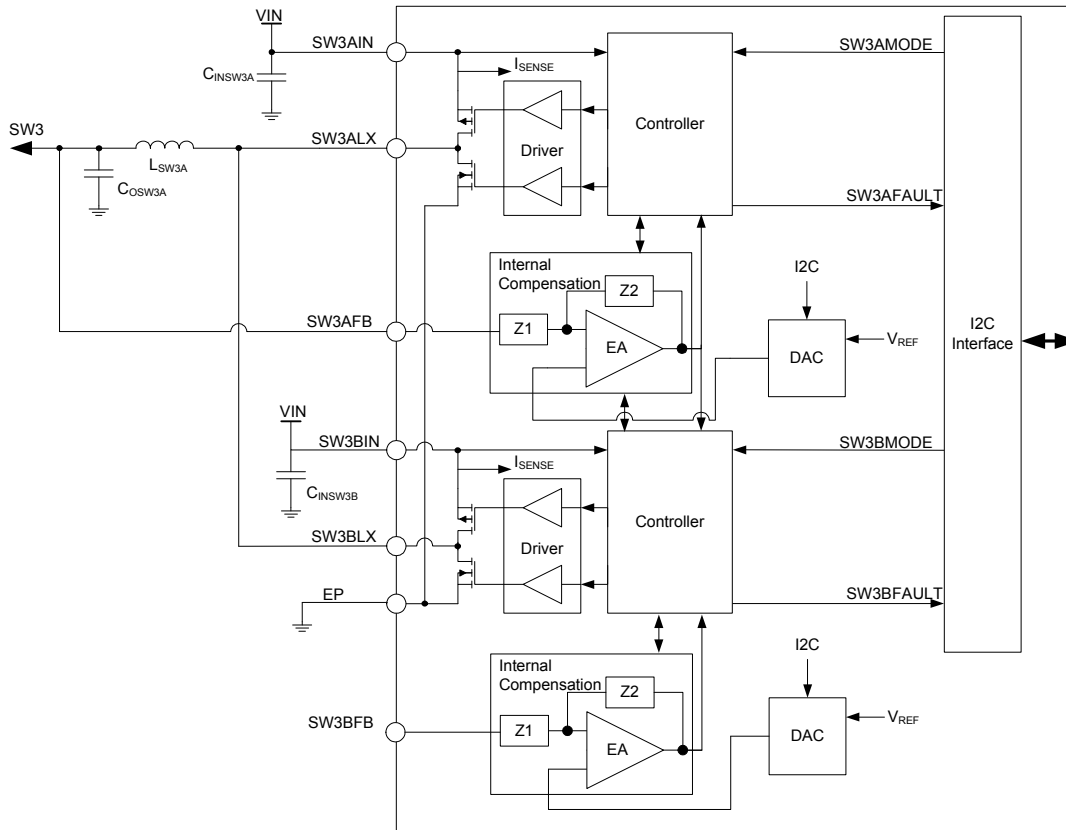 VIN
SW3AIN
CINSW3A
ISENSE
SW3AMODE
Controller
SW3
SW3ALX
LSW3A
COSW3A
Driver
SW3AFAULT
Internal
Compensation
Z2
I2C
SW3AFB
Z1
EA
DAC
VREF
I2C
Interface
VIN
SW3BIN
CINSW3B
ISENSE
SW3BMODE
Controller
SW3BLX
Driver
EP
SW3BFAULT
Internal
Compensation
Z2
I2C
SW3BFB
Z1
EA
DAC
VREF